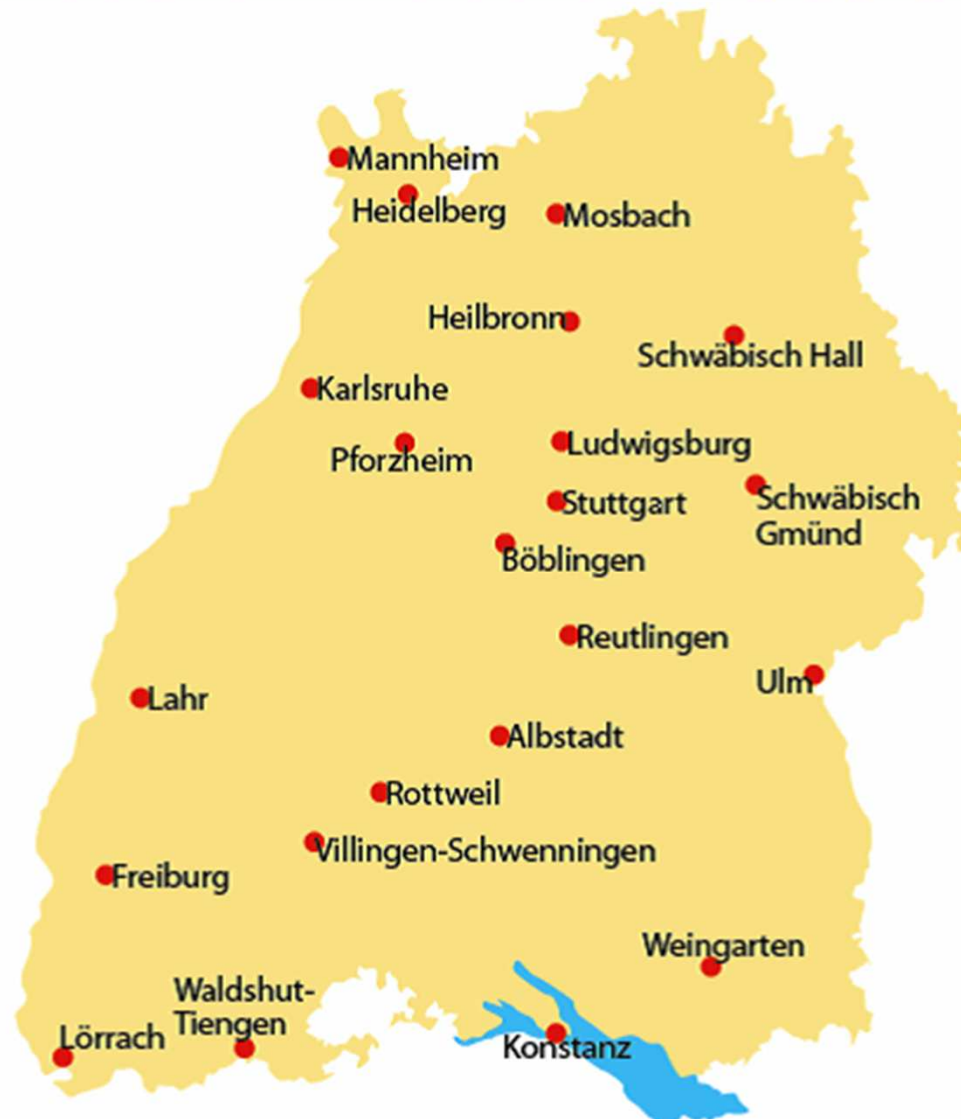 Mannheim
Heidelberg
Mosbach
Heilbronn
Schwäbisch Hall
Karlsruhe
Ludwigsburg
Pforzheim
Schwäbisch
Gmünd
Stuttgart
Böblingen
Reutlingen
Ulm
Lahr
Albstadt
Rottweil
Villingen-Schwenningen
Freiburg
Weingarten
Waldshut-
Tiengen
Lörrach
Konstanz